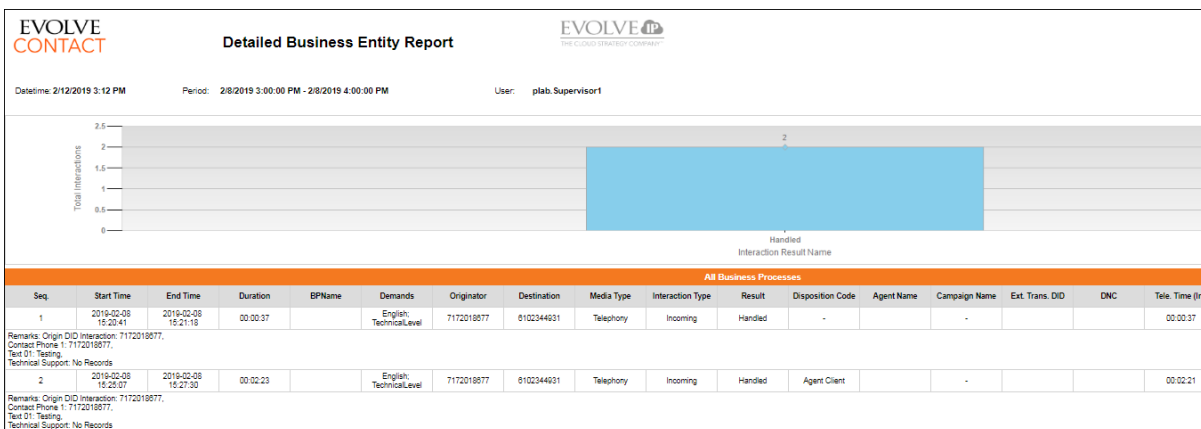 EVOLVE
CONTACT
Detailed Business Entity Report
EVOLVE IP
THE CLOUD STRATEGY COMPANY™
Datetime: 2/12/2019 3:12 PM Period: 2/8/2019 3:00:00 PM - 2/8/2019 4:00:00 PM User: plab.Supervisor1
2.5
2
1.5
1
0.5
0
Total Interactions
2
Handled
Interaction Result Name
All Business Processes
Seq. Start Time End Time Duration BPName Demands Originator Destination Media Type Interaction Type Result Disposition Code Agent Name Campaign Name Ext. Trans. DID DNC Tele. Time (In
1 2019-02-08 15:20:41 2019-02-08 15:21:18 00:00:37 English; TechnicalLevel 7172018677 6102344931 Telephony Incoming Handled - - 00:00:37
Remarks: Origin DID Interaction: 7172018677,
Contact Phone 1: 7172018677,
Text 01: Testing,
Technical Support: No Records
2 2019-02-08 15:25:07 2019-02-08 15:27:30 00:02:23 English; TechnicalLevel 7172018677 6102344931 Telephony Incoming Handled Agent Client - 00:02:21
Remarks: Origin DID Interaction: 7172018677,
Contact Phone 1: 7172018677,
Text 01: Testing,
Technical Support: No Records